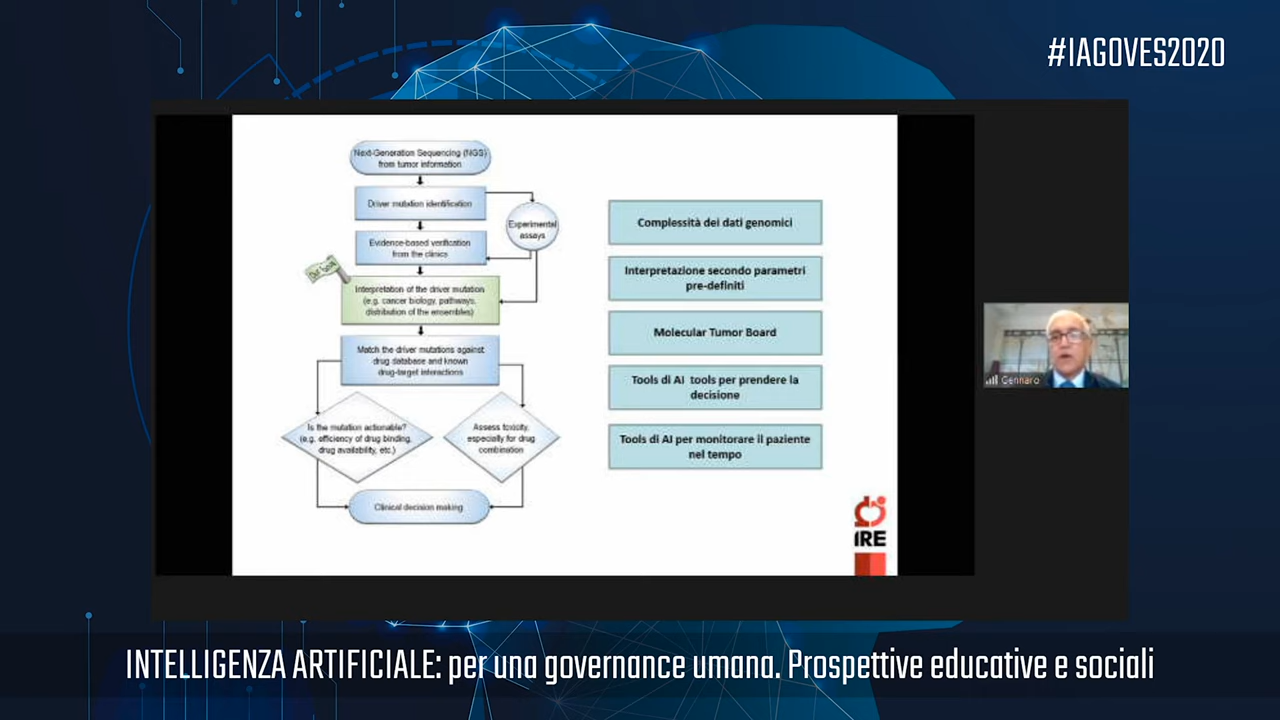 #IAGOVES2020
Next-Generation Sequencing (NGS)
from tumor information
Driver mutation identification
Experimental
assays
Evidence-based verification
from the clinics
Our focus
Interpretation of the driver mutation
(e.g. cancer biology, pathways,
distribution of the ensembles)
Match the driver mutations against
drug database and known
drug-target interactions
Is the mutation actionable?
(e.g. efficiency of drug binding,
drug availability, etc.)
Assess toxicity,
especially for drug
combination
Clinical decision making
Complessità dei dati genomici
Interpretazione secondo parametri
pre-definiti
Molecular Tumor Board
Tools di AI tools per prendere la
decisione
Tools di AI per monitorare il paziente
nel tempo
IRE
Gennaro
INTELLIGENZA ARTIFICIALE: per una governance umana. Prospettive educative e sociali